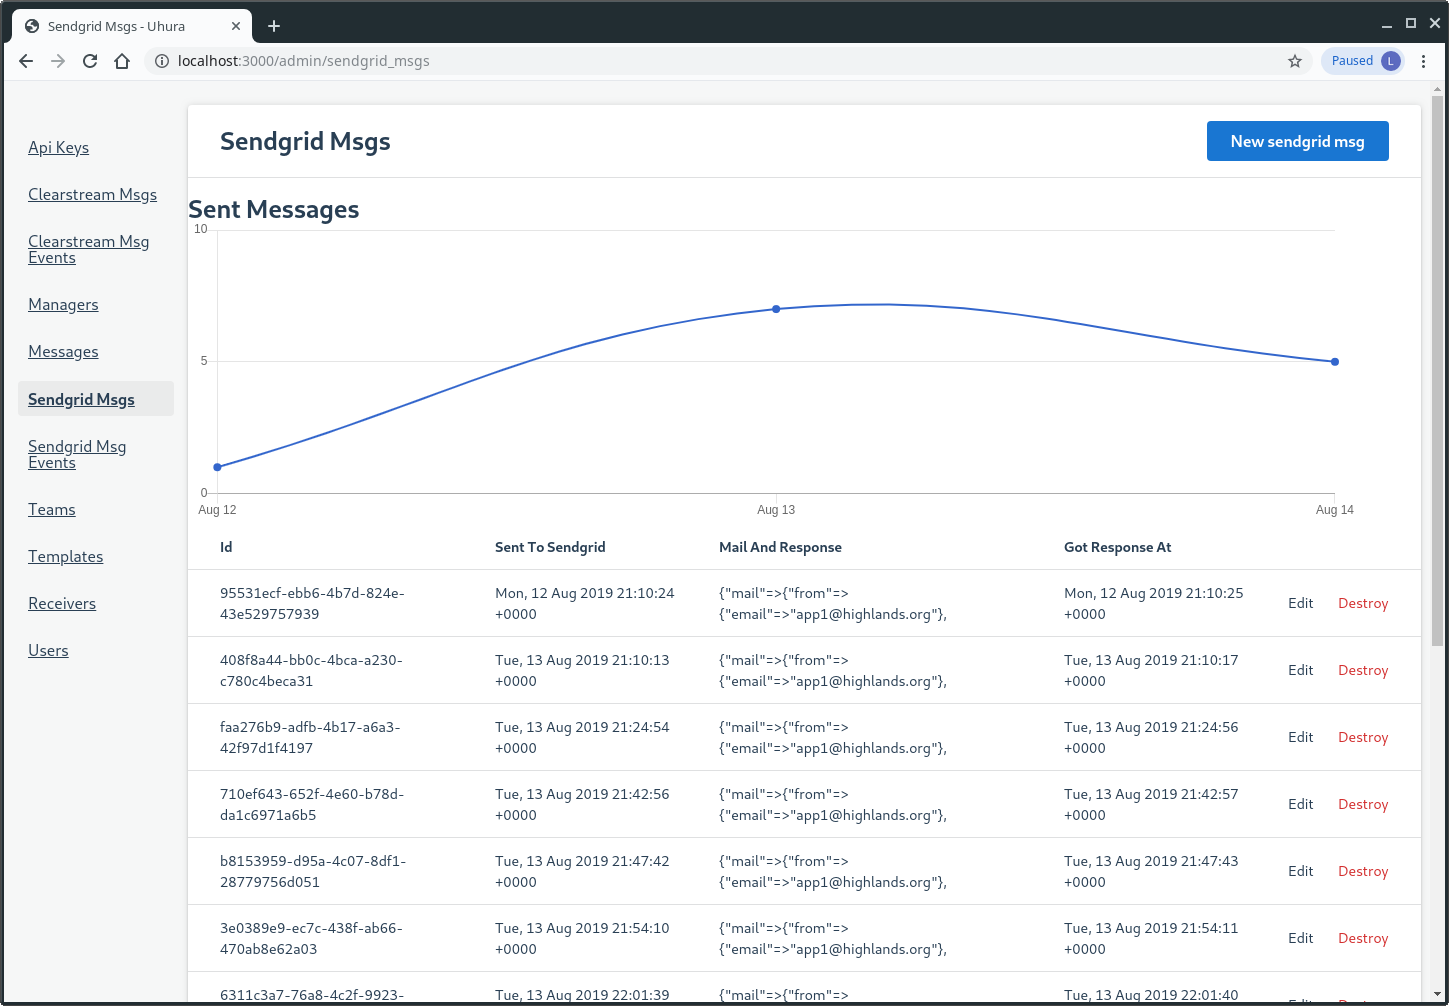 Sendgrid Msgs - Uhura
localhost:3000/admin/sendgrid_msgs
Paused
L
Api Keys
Clearstream Msgs
Clearstream Msg
Events
Managers
Messages
Sendgrid Msgs
Sendgrid Msg
Events
Teams
Templates
Receivers
Users
Sendgrid Msgs
New sendgrid msg
Sent Messages
10
5
0
Aug 12 Aug 13 Aug 14
Id Sent To Sendgrid Mail And Response Got Response At
95531ecf-ebb6-4b7d-824e- Mon, 12 Aug 2019 21:10:24 {"mail"=>{"from"=> Mon, 12 Aug 2019 21:10:25
43e529757939 +0000 {"email"=>"app1@highlands.org"}, +0000
Edit Destroy
408f8a44-bb0c-4bca-a230- Tue, 13 Aug 2019 21:10:13 {"mail"=>{"from"=> Tue, 13 Aug 2019 21:10:17
c780c4beca31 +0000 {"email"=>"app1@highlands.org"}, +0000
Edit Destroy
faa276b9-adfb-4b17-a6a3- Tue, 13 Aug 2019 21:24:54 {"mail"=>{"from"=> Tue, 13 Aug 2019 21:24:56
42f97d1f4197 +0000 {"email"=>"app1@highlands.org"}, +0000
Edit Destroy
710ef643-652f-4e60-b78d- Tue, 13 Aug 2019 21:42:56 {"mail"=>{"from"=> Tue, 13 Aug 2019 21:42:57
da1c6971a6b5 +0000 {"email"=>"app1@highlands.org"}, +0000
Edit Destroy
b8153959-d95a-4c07-8df1- Tue, 13 Aug 2019 21:47:42 {"mail"=>{"from"=> Tue, 13 Aug 2019 21:47:43
28779756d051 +0000 {"email"=>"app1@highlands.org"}, +0000
Edit Destroy
3e0389e9-ec7c-438f-ab66- Tue, 13 Aug 2019 21:54:10 {"mail"=>{"from"=> Tue, 13 Aug 2019 21:54:11
470ab8e62a03 +0000 {"email"=>"app1@highlands.org"}, +0000
Edit Destroy
6311c3a7-76a8-4c2f-9923- Tue, 13 Aug 2019 22:01:39 {"mail"=>{"from"=> Tue, 13 Aug 2019 22:01:40